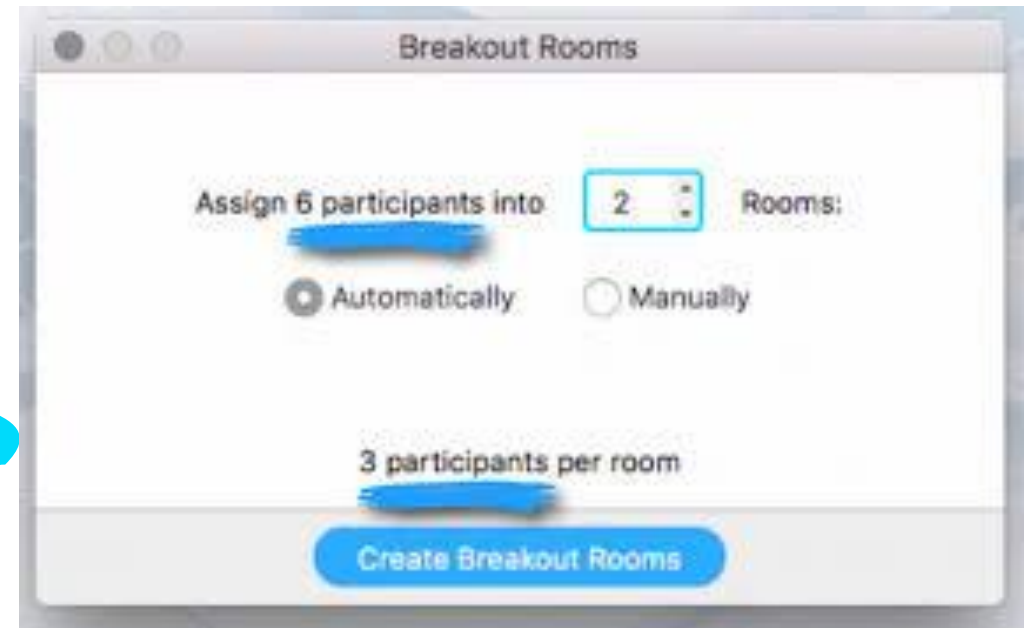 Breakout Rooms
Assign 6 participants into 2 Rooms:
Automatically Manually
3 participants per room
Create Breakout Rooms